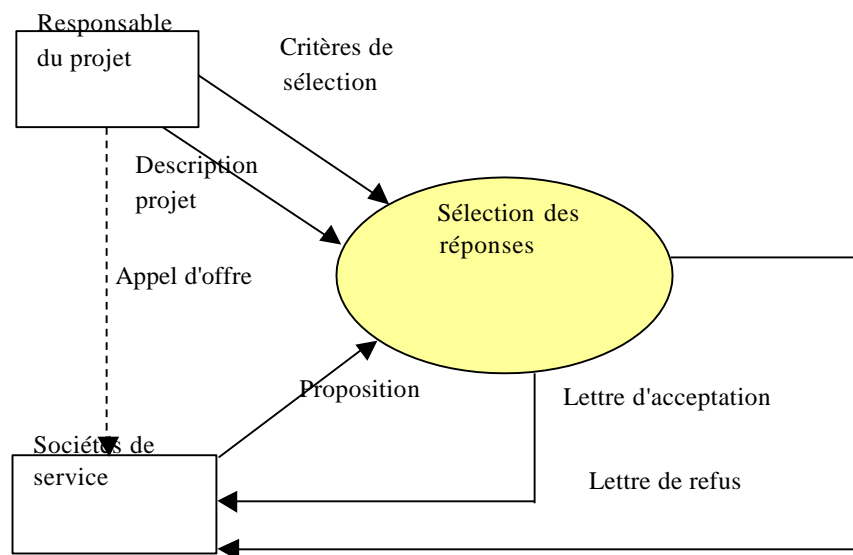 Responsable
du projet
Critères de
sélection
Description
projet
Sélection des
réponses
Appel d'offre
Proposition
Lettre d'acceptation
Sociétés de
service
Lettre de refus